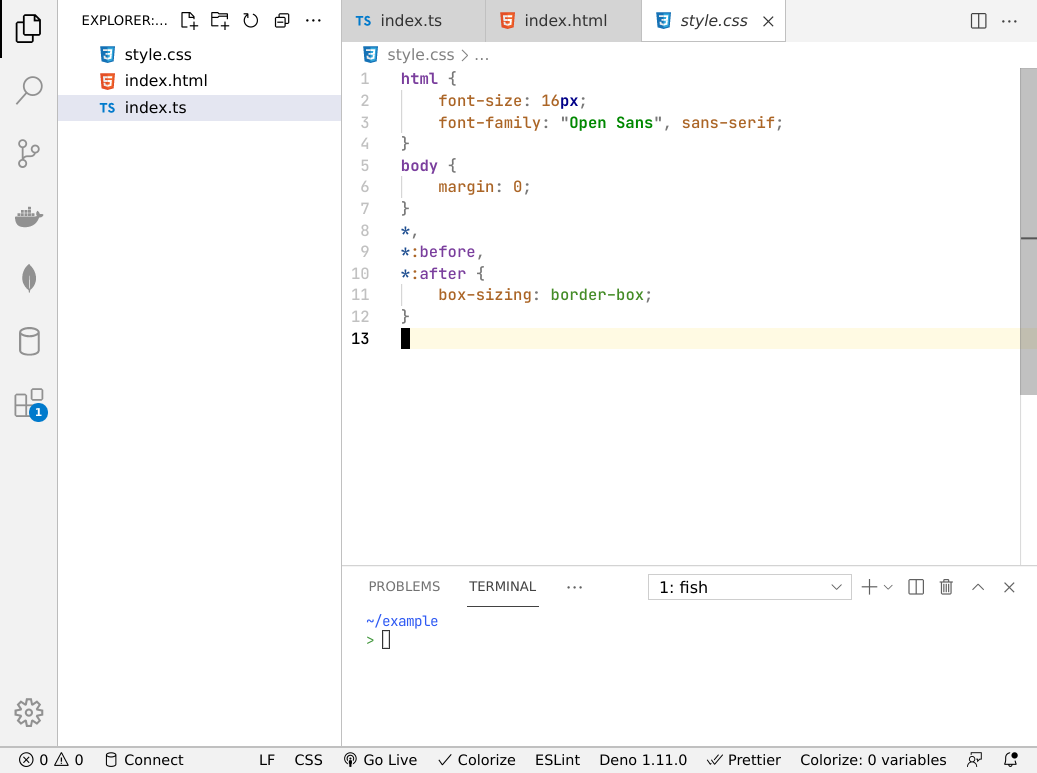 EXPLORER:...
style.css
index.html
TS index.ts
1
TS index.ts
index.html
style.css
style.css > ...
1 html {
2 font-size: 16px;
3 font-family: "Open Sans", sans-serif;
4 }
5 body {
6 margin: 0;
7 }
8 *,
9 *:before,
10 *:after {
11 box-sizing: border-box;
12 }
13
PROBLEMS TERMINAL ... 1: fish
~/example
>
0 0 Connect LF CSS Go Live Colorize ESLint Deno 1.11.0 Prettier Colorize: 0 variables